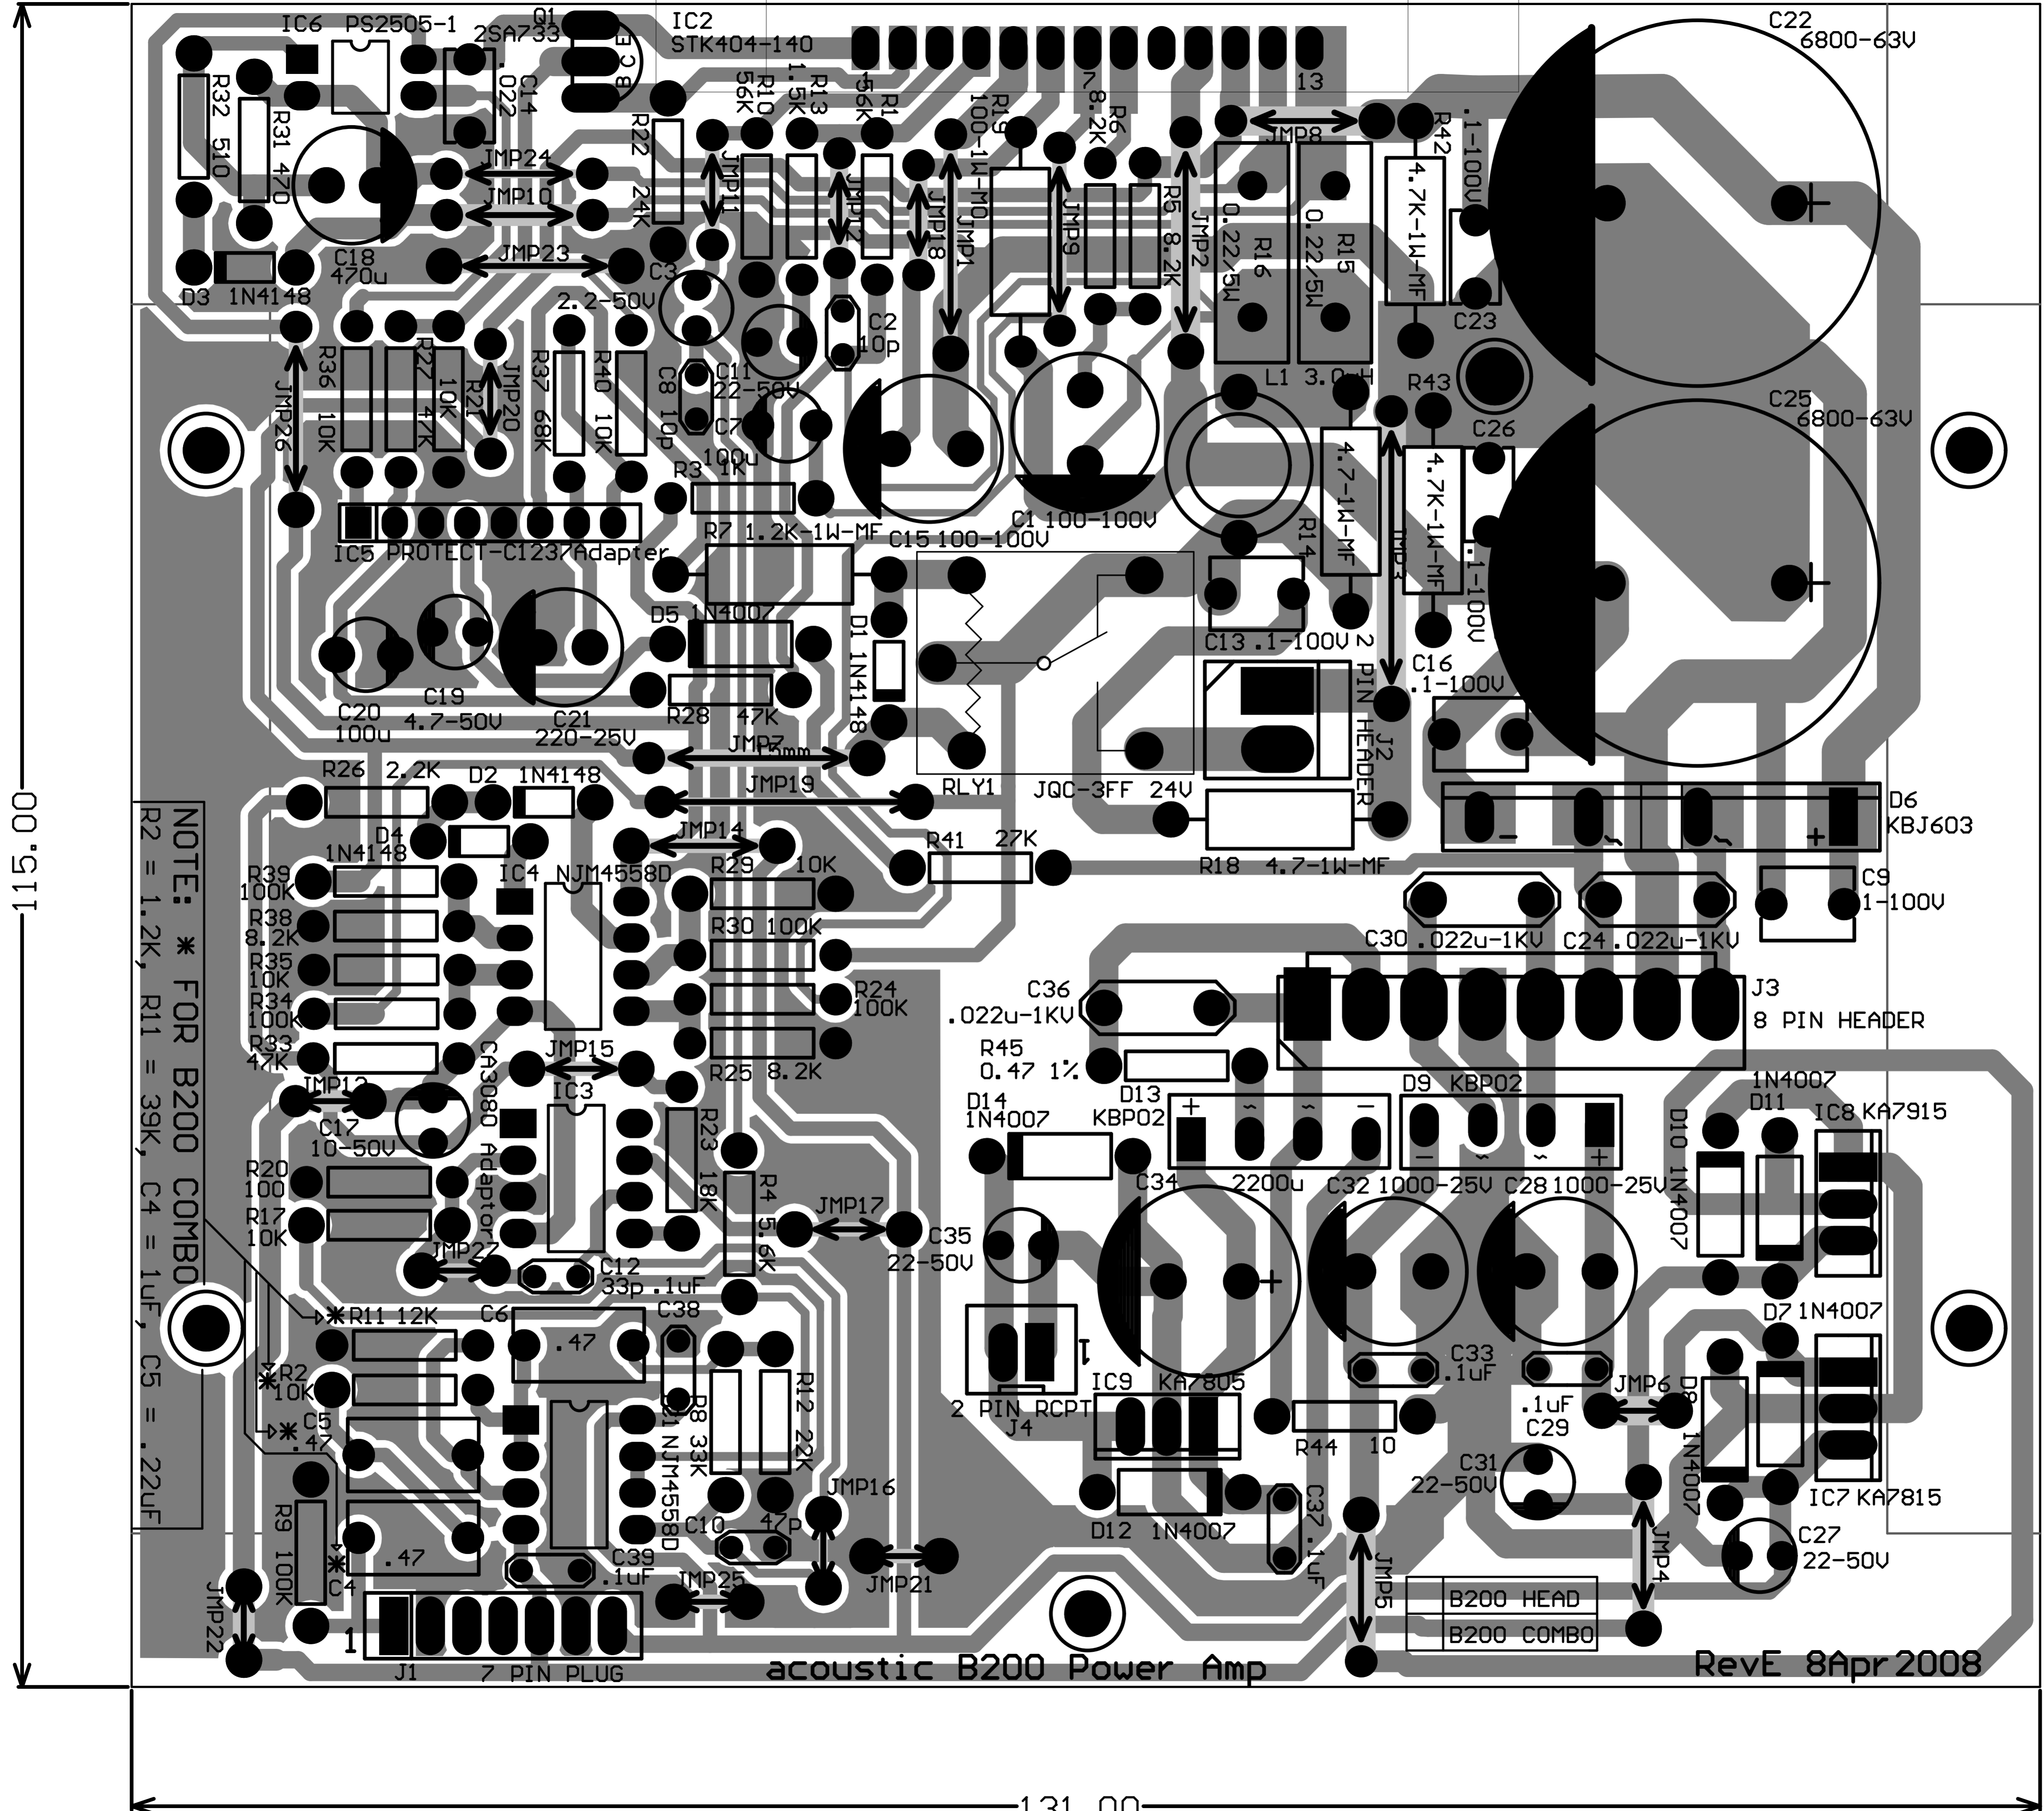 IC6 PS2505-1
Q1
2SA733
E
C
B
IC2
STK404-140
1
7
13
C22
6800-63V
+
R32
510
R31
470
.022
C14
JMP24
JMP10
JMP23
C18
470u
D3 1N4148
R22
24K
JMP11
56K
R10
1.5K
R13
56K
R1
JMP12
JMP18
JMP1
100-1W-MO
R19
JMP9
8.2K
R6
R5
8.2K
JMP2
JMP8
0.22/5W
R16
0.22/5W
R15
R42
4.7K-1W-MF
.1-100V
C23
C3
2.2-50V
C2
10p
C11
22-50V
C8
10p
C7
100u
R36
10K
R27
47K
10K
R21
JMP20
R37
68K
R40
10K
JMP26
R3 1K
R7 1.2K-1W-MF
C15 100-100V
C1 100-100V
L1 3.0uH
R43
4.7K-1W-MF
R14
4.7-1W-MF
JMP3
C26
.1-100V
C25
6800-63V
+
IC5 PROTECT-C1237Adapter
D5 1N4007
D1 1N4148
R28 47K
C20
100u
C19
4.7-50V
C21
220-25V
JMP7
15mm
JMP19
RLY1 JQC-3FF 24V
C13 .1-100V
2 PIN HEADER
J2
C16
.1-100V
R26 2.2K
D2 1N4148
D4
1N4148
JMP14
R41 27K
R18 4.7-1W-MF
D6
KBJ603
- ~ ~ +
C9
1-100V
R39
100K
R38
8.2K
R35
10K
R34
100K
R33
47K
IC4 NJM4558D
R29 10K
R30 100K
R24
100K
R25 8.2K
C30 .022u-1KV
C24 .022u-1KV
C36
.022u-1KV
J3
8 PIN HEADER
R45
0.47 1%
JMP13
C17
10-50V
CA3080 Adaptor
JMP15
IC3
R23
18K
R4
5.6K
JMP17
D14
1N4007
D13
KBP02
+ ~ ~ -
D9 KBP02
- ~ ~ +
1N4007
D11
D10 1N4007
IC8 KA7915
R20
100
R17
10K
JMP27
C12
33p
.1uF
C38
C35
22-50V
C34 2200u
+
C32 1000-25V
C28 1000-25V
R11 12K
*
R2
10K
*
C6
.47
C5
.47
*
R9 100K
.47
C4
*
IC1 NJM4558D
R8 33K
R12 22K
C10 47p
C39
.1uF
JMP16
JMP21
JMP25
JMP22
1
2 PIN RCPT
J4
IC9 KA7805
C33
.1uF
.1uF
C29
R44 10
D12 1N4007
C37 .1uF
C31
22-50V
JMP6
D8
1N4007
D7 1N4007
IC7 KA7815
C27
22-50V
JMP5
JMP4
B200 HEAD
B200 COMBO
1
J1 7 PIN PLUG
acoustic B200 Power Amp
RevE 8Apr2008
NOTE: * FOR B200 COMBO
R2 = 1.2K, R11 = 39K, C4 = 1uF, C5 = .22uF
115.00
131.00